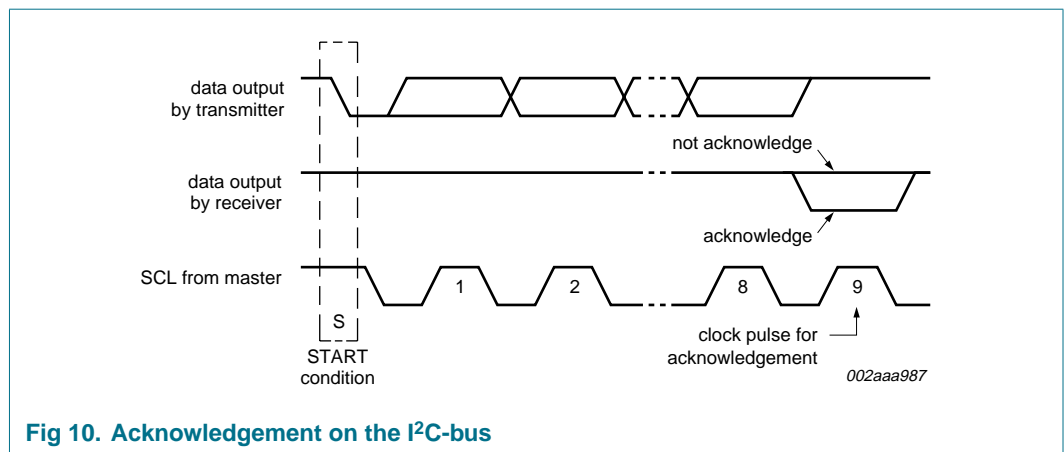 data output
by transmitter
not acknowledge
data output
by receiver
acknowledge
SCL from master
1
2
8
9
S
START
condition
clock pulse for
acknowledgement
002aaa987
Fig 10. Acknowledgement on the I²C-bus